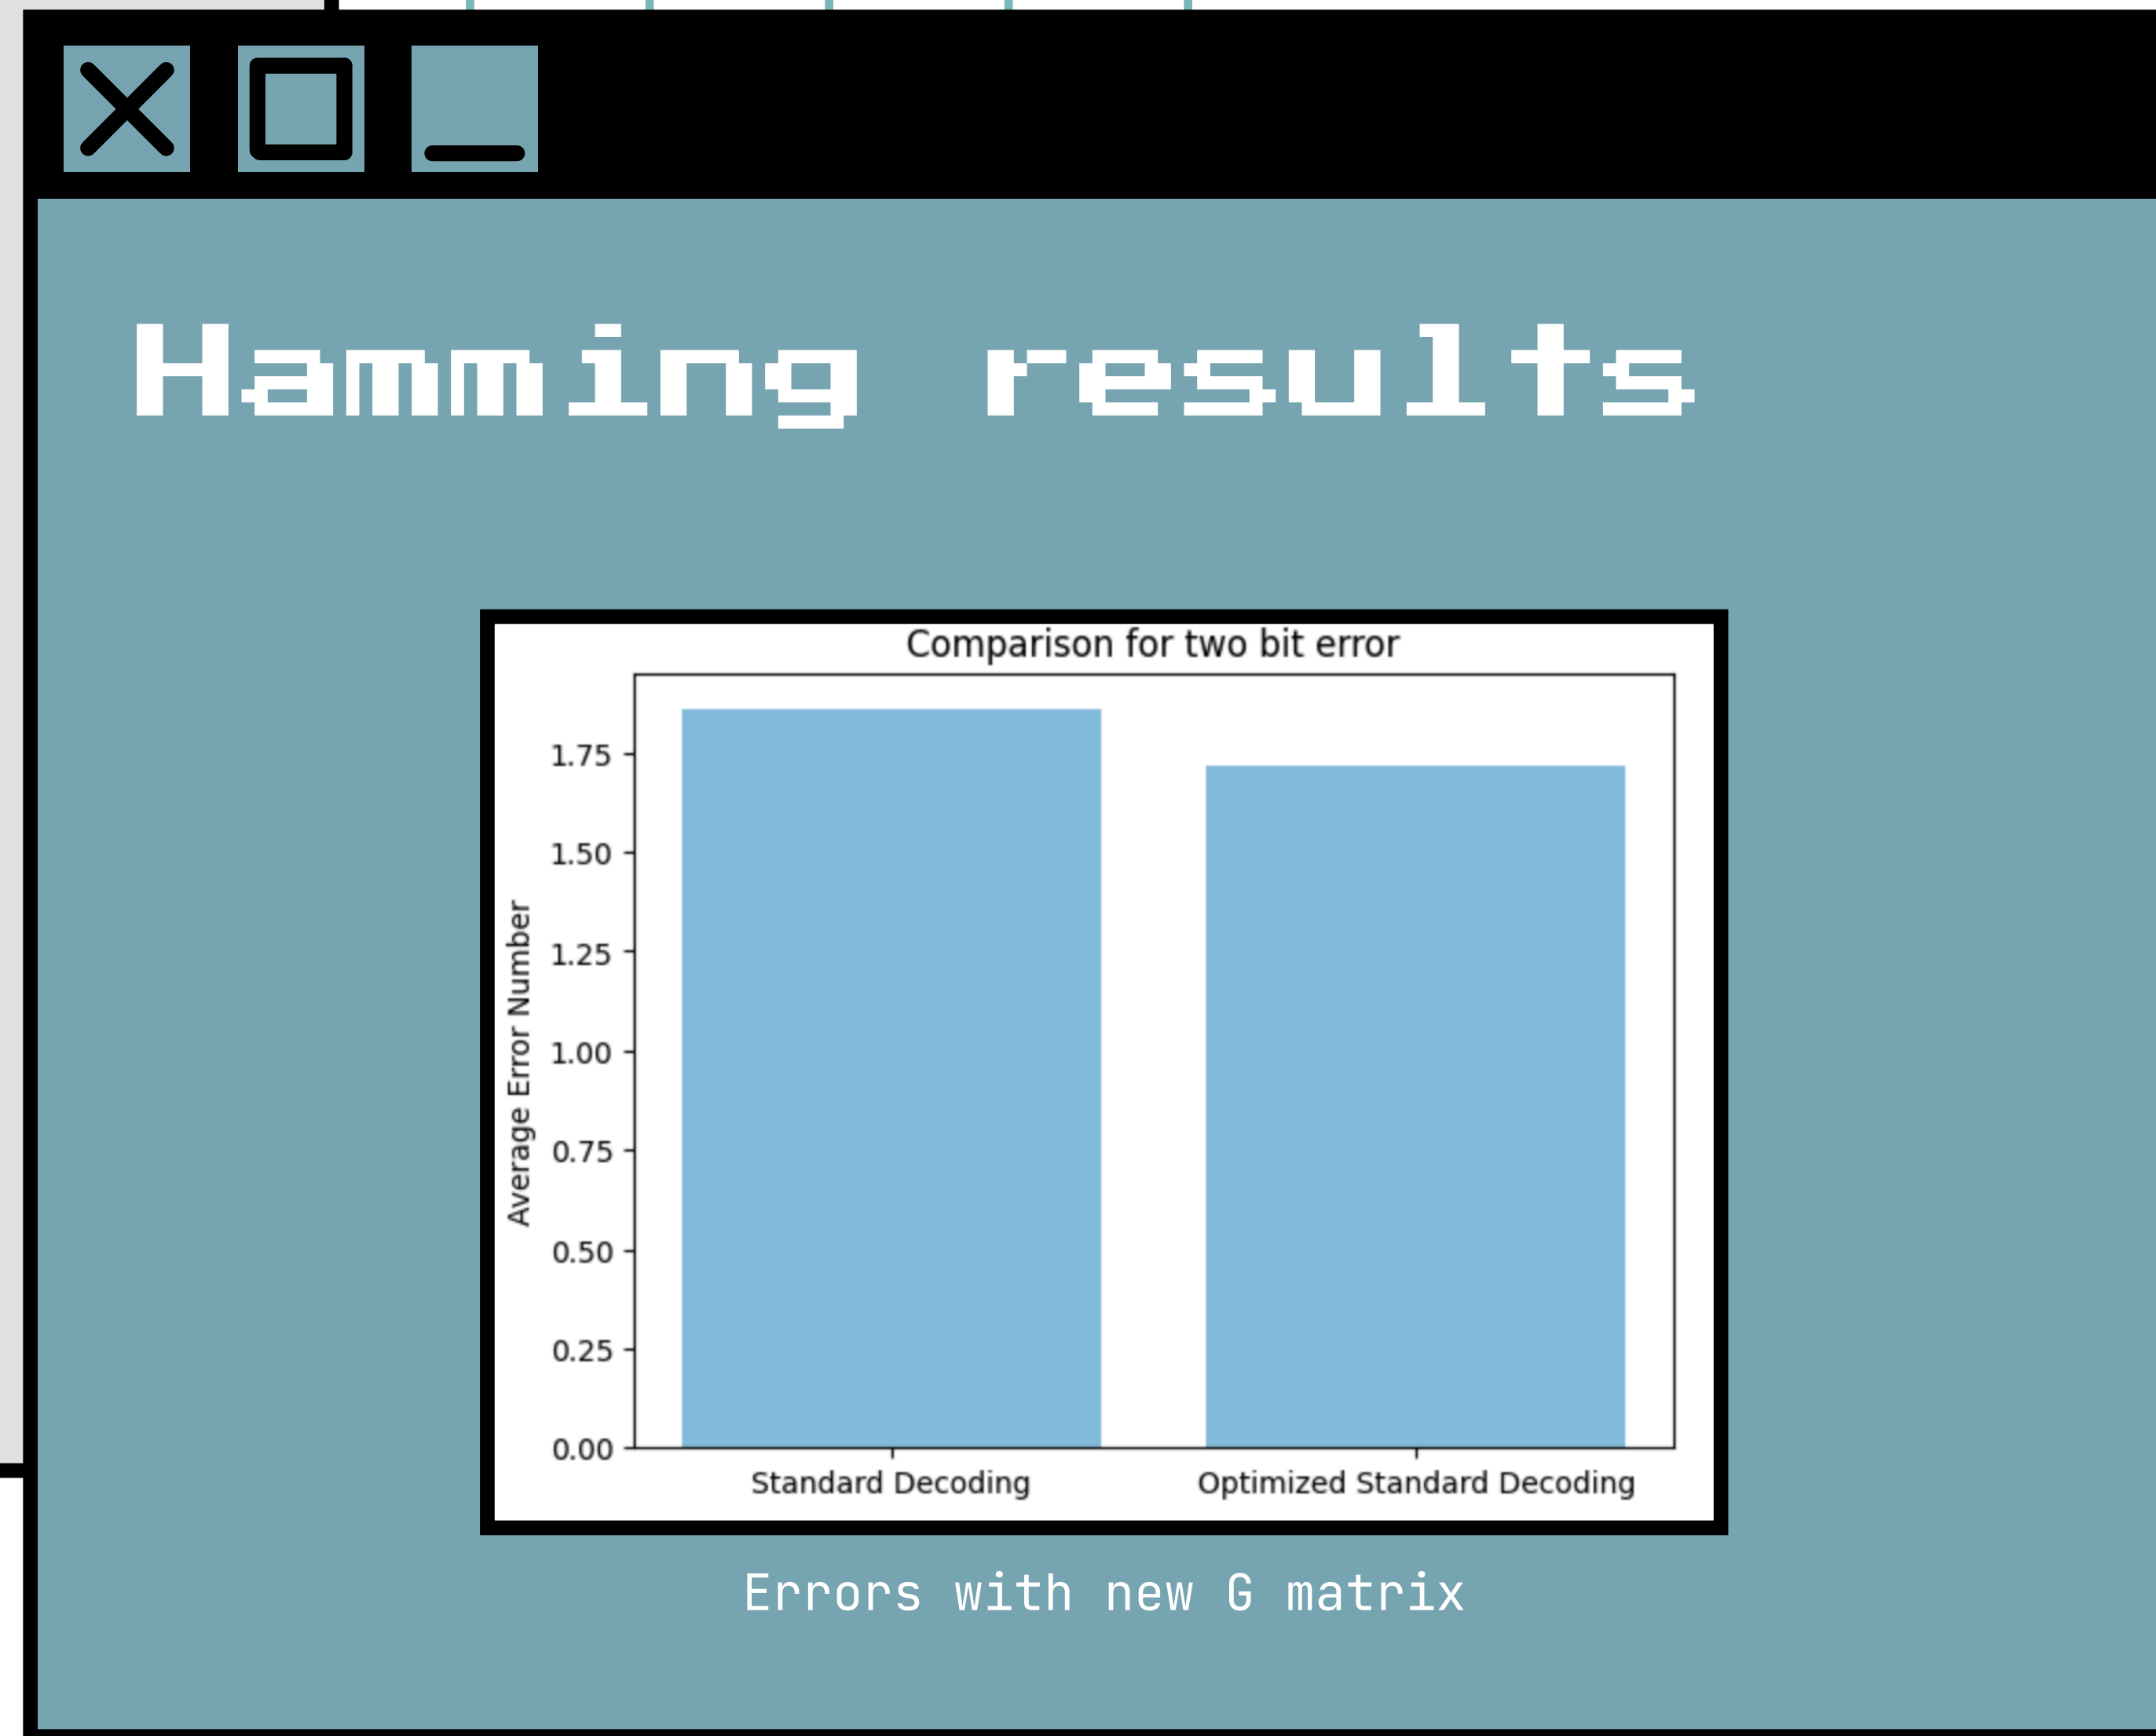 Hamming results
Comparison for two bit error
1.75
1.50
1.25
1.00
0.75
0.50
0.25
0.00
Average Error Number
Standard Decoding
Optimized Standard Decoding
Errors with new G matrix